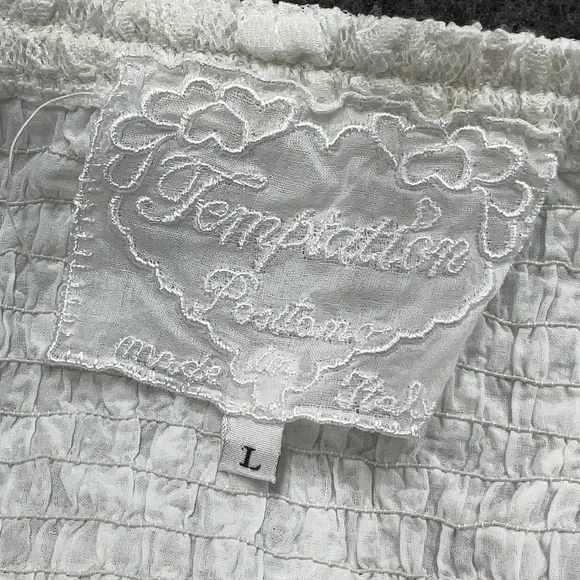 Temptation
Positano
made in Italy
L